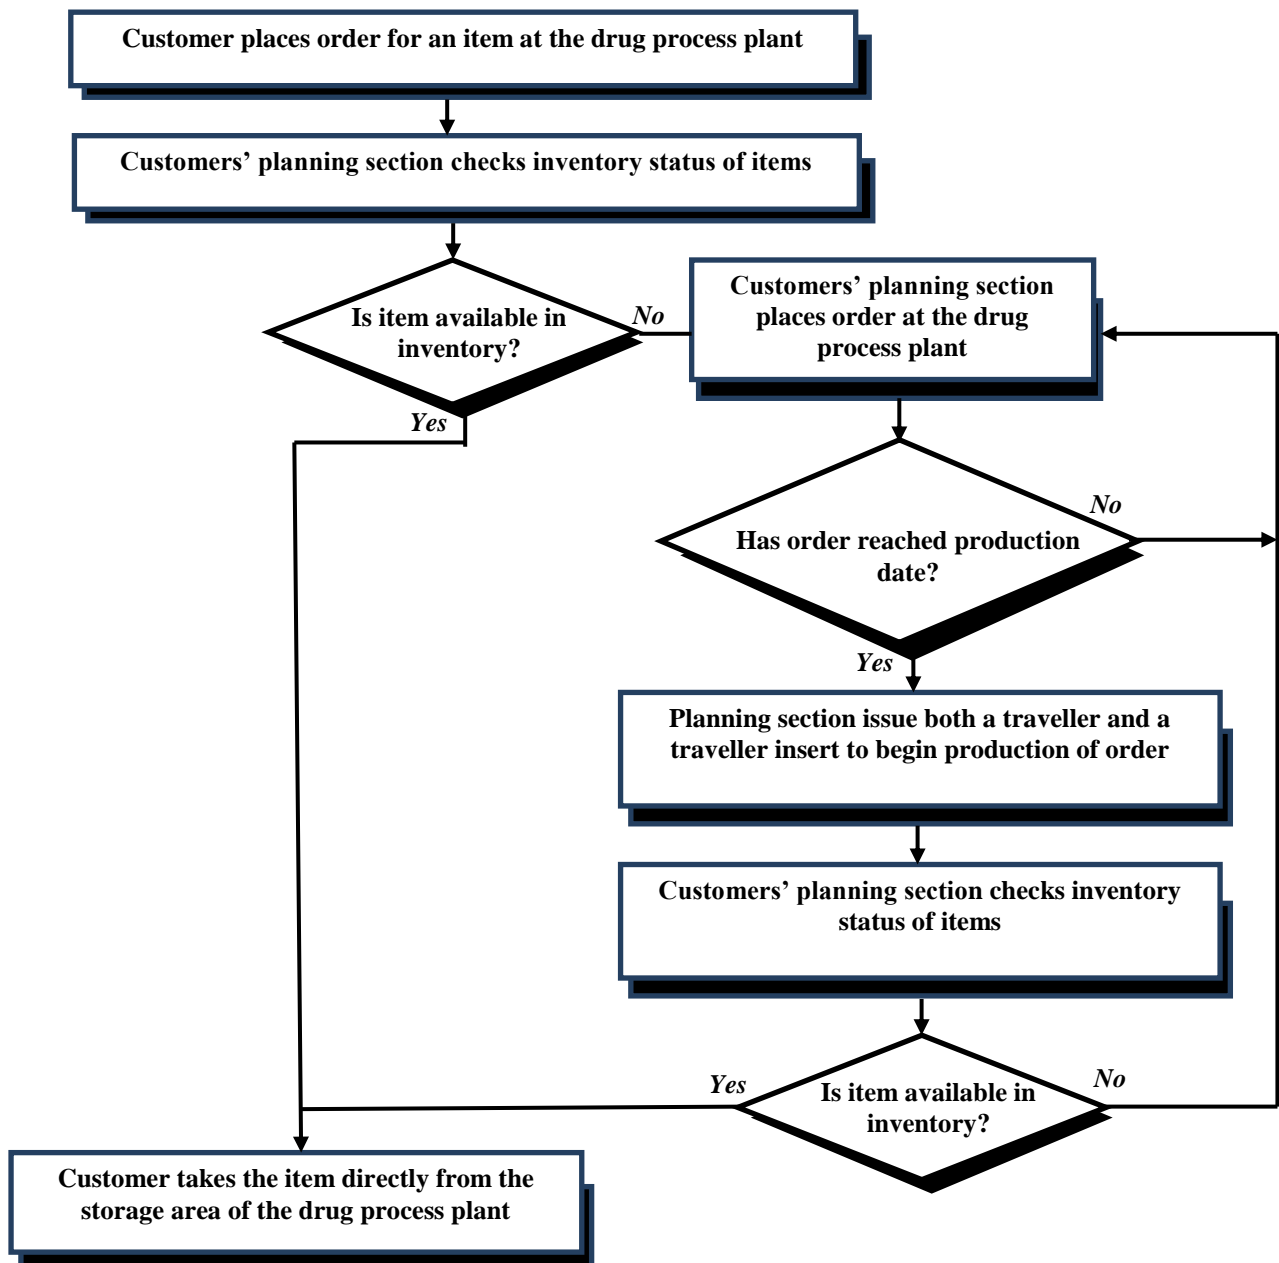 Customer places order for an item at the drug process plant
Customers’ planning section checks inventory status of items
Is item available in
inventory?
No
Yes
Customers’ planning section
places order at the drug
process plant
Has order reached production
date?
No
Yes
Planning section issue both a traveller and a
traveller insert to begin production of order
Customers’ planning section checks inventory
status of items
Is item available in
inventory?
Yes
No
Customer takes the item directly from the
storage area of the drug process plant